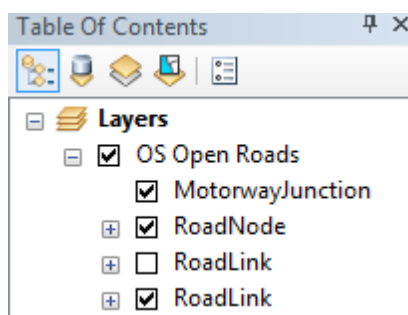 Table Of Contents
Layers
OS Open Roads
MotorwayJunction
RoadNode
RoadLink
RoadLink